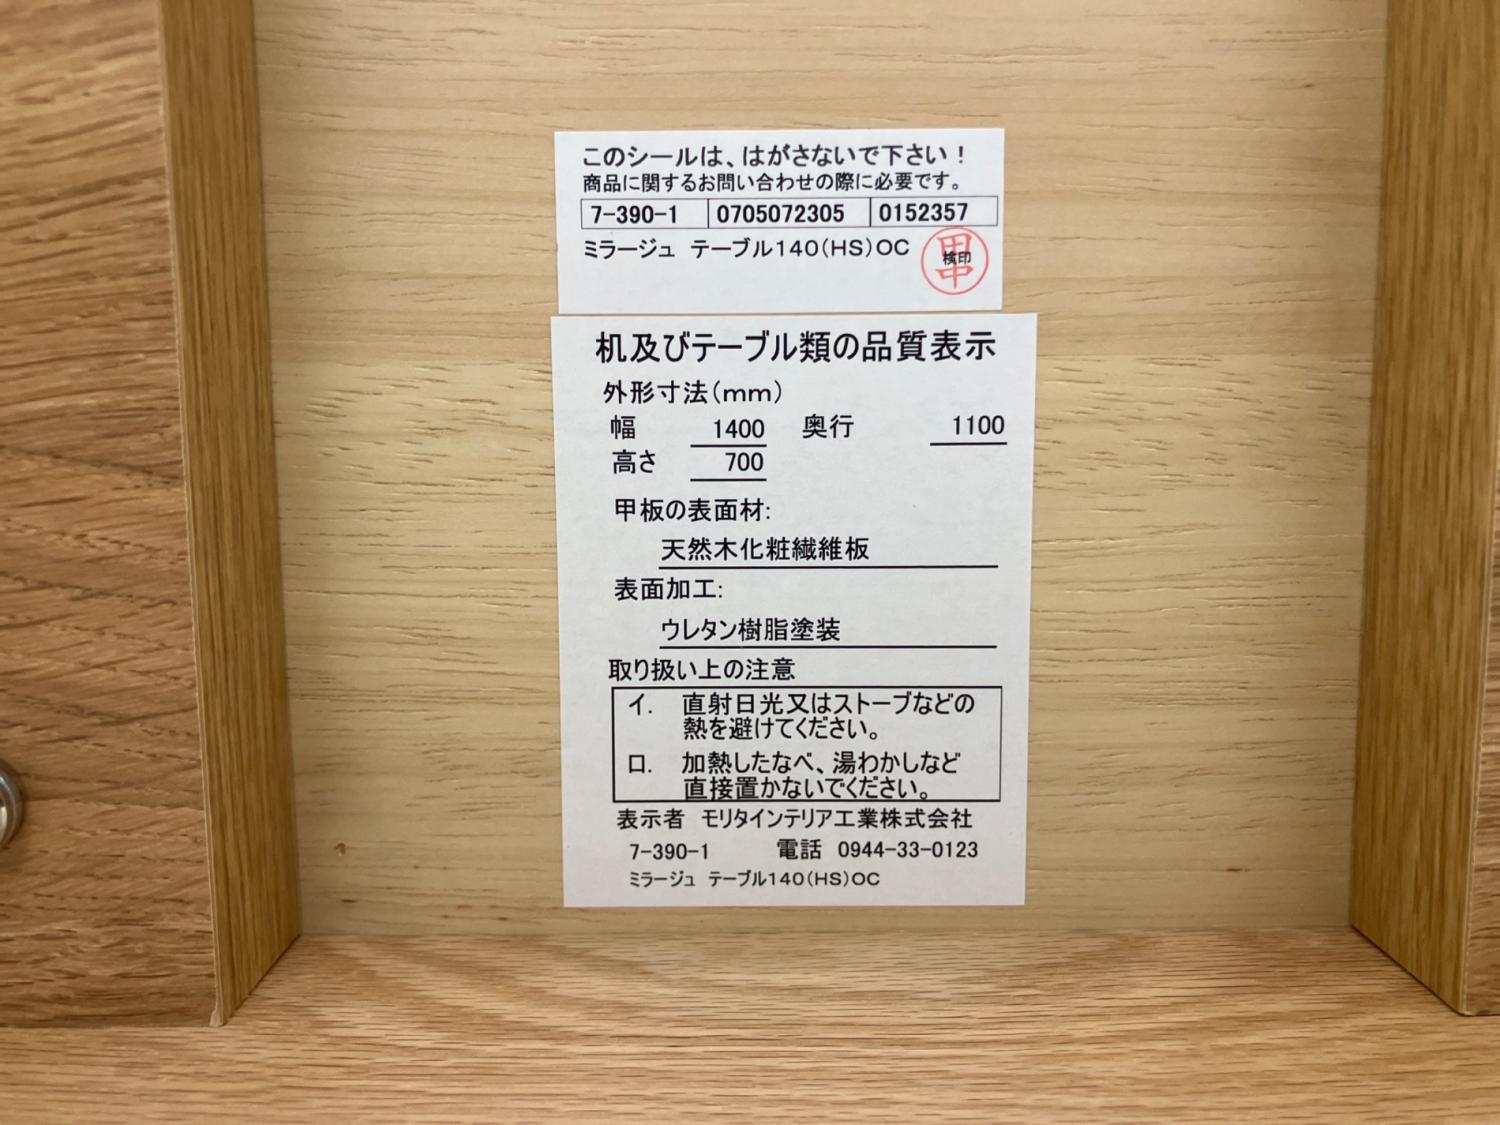 このシールは、はがさないで下さい！
商品に関するお問い合わせの際に必要です。
7-390-1 0705072305 0152357
ミラージュ テーブル140(HS)OC
田中
検印
机及びテーブル類の品質表示
外形寸法(mm)
幅 1400 奥行 1100
高さ 700
甲板の表面材:
天然木化粧繊維板
表面加工:
ウレタン樹脂塗装
取り扱い上の注意
イ. 直射日光又はストーブなどの
熱を避けてください。
ロ. 加熱したなべ、湯わかしなど
直接置かないでください。
表示者 モリタインテリア工業株式会社
7-390-1 電話 0944-33-0123
ミラージュ テーブル140(HS)OC